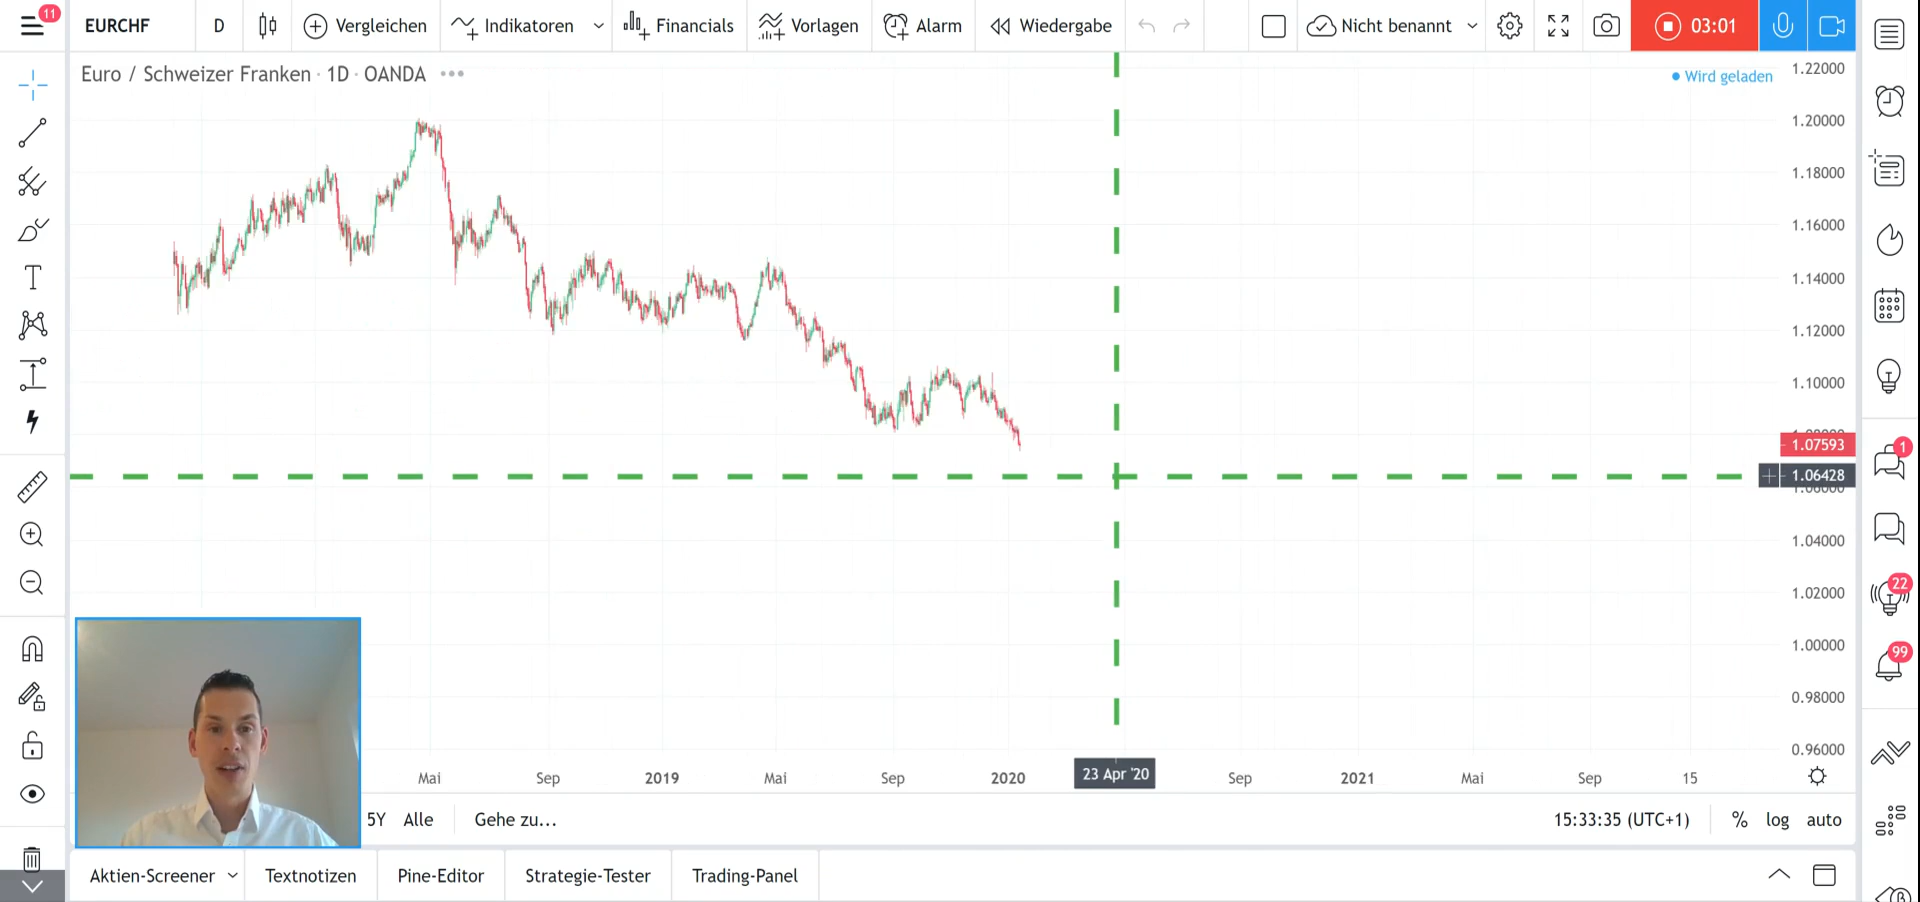 11
EURCHF
D
Vergleichen
Indikatoren
Financials
Vorlagen
Alarm
Wiedergabe
Nicht benannt
03:01
Euro / Schweizer Franken · 1D · OANDA
Wird geladen
1.22000
1.20000
1.18000
1.16000
1.14000
1.12000
1.10000
1.07593
1.06428
1.04000
1.02000
1.00000
0.98000
0.96000
1
22
99
Mai
Sep
2019
Mai
Sep
2020
23 Apr '20
Sep
2021
Mai
Sep
15
5Y
Alle
Gehe zu...
15:33:35 (UTC+1)
%
log
auto
Aktien-Screener
Textnotizen
Pine-Editor
Strategie-Tester
Trading-Panel